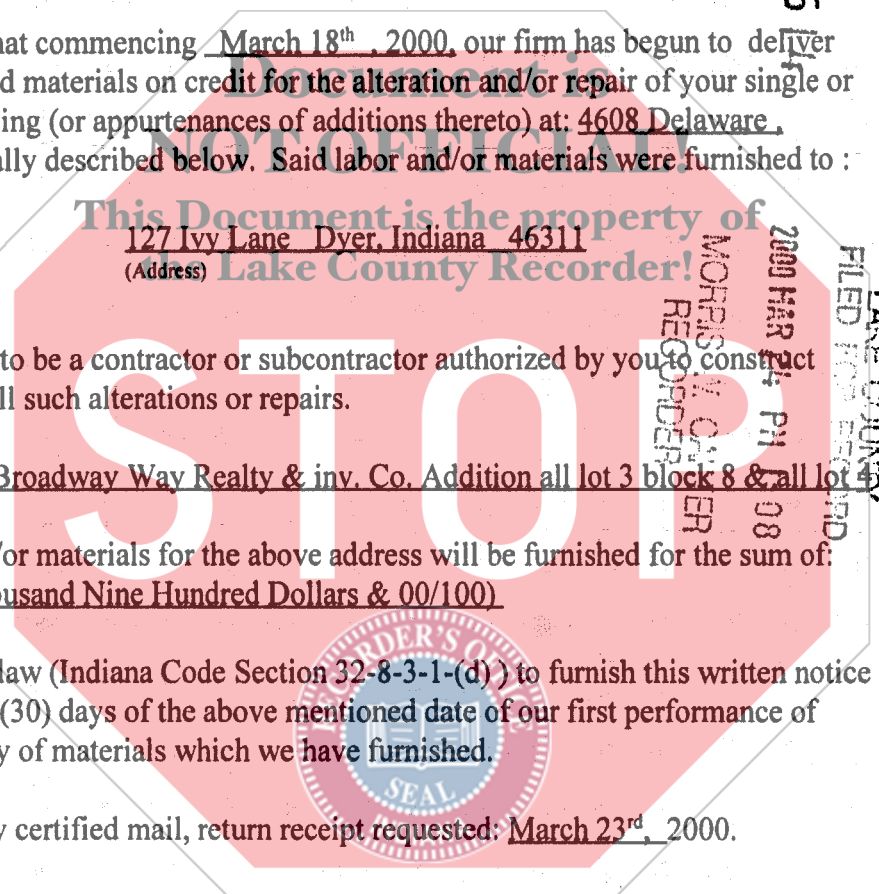 hat commencing March 18th , 2000, our firm has begun to deliver
d materials on credit for the alteration and/or repair of your single or
ing (or appurtenances of additions thereto) at: 4608 Delaware ,
ally described below. Said labor and/or materials were furnished to :
127 Ivy Lane Dyer, Indiana 46311
(Address)
to be a contractor or subcontractor authorized by you to construct
ll such alterations or repairs.
Broadway Way Realty & inv. Co. Addition all lot 3 block 8 & all lot 4
/or materials for the above address will be furnished for the sum of:
ousand Nine Hundred Dollars & 00/100)
law (Indiana Code Section 32-8-3-1-(d) ) to furnish this written notice
(30) days of the above mentioned date of our first performance of
y of materials which we have furnished.
y certified mail, return receipt requested: March 23rd, 2000.
Document is
NOT OFFICIAL!
This Document is the property of
the Lake County Recorder!
STOP
RECORDER'S OFFICE
SEAL
MORRIS W. CARTER
RECORDER
2000 MAR 24 PM
08
LAKE COUNTY
FILED FOR RECORD